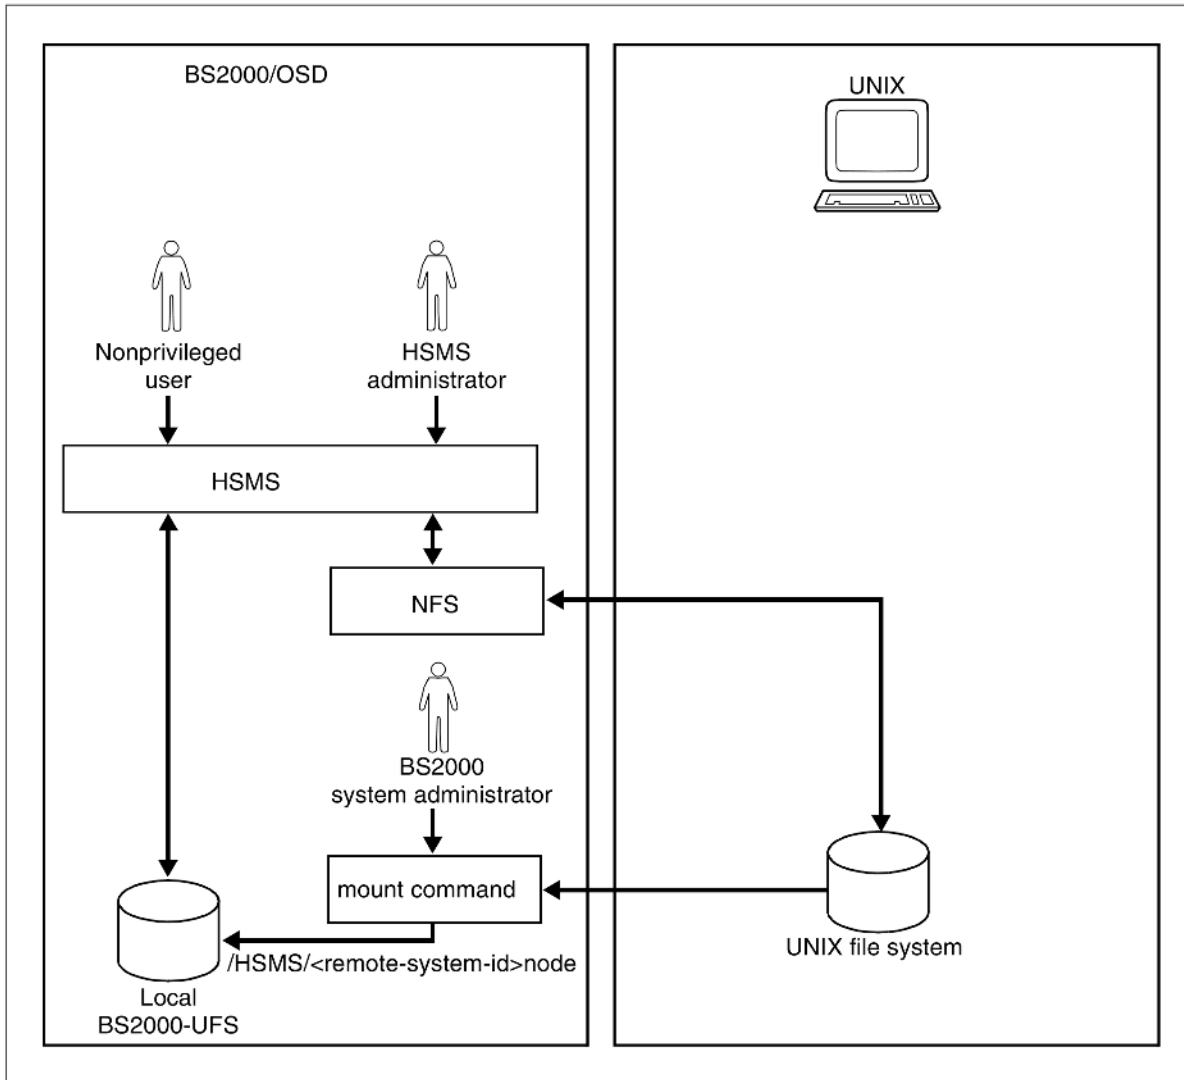 BS2000/OSD
UNIX
Nonprivileged
user
HSMS
administrator
HSMS
NFS
BS2000
system administrator
mount command
/HSMS/<remote-system-id>node
Local
BS2000-UFS
UNIX file system